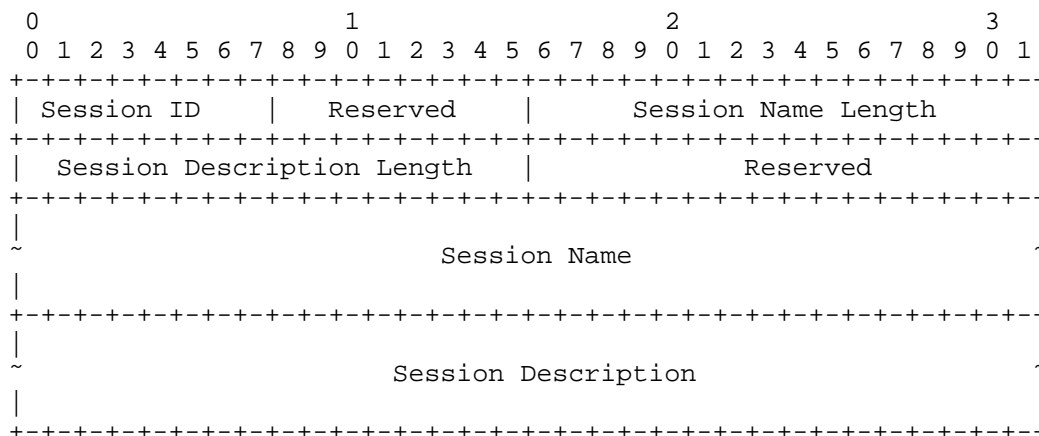 0                   1                   2                   3
 0 1 2 3 4 5 6 7 8 9 0 1 2 3 4 5 6 7 8 9 0 1 2 3 4 5 6 7 8 9 0 1
+-+-+-+-+-+-+-+-+-+-+-+-+-+-+-+-+-+-+-+-+-+-+-+-+-+-+-+-+-+-+-+--
|  Session ID   |   Reserved    |      Session Name Length
+-+-+-+-+-+-+-+-+-+-+-+-+-+-+-+-+-+-+-+-+-+-+-+-+-+-+-+-+-+-+-+--
|  Session Description Length   |             Reserved
+-+-+-+-+-+-+-+-+-+-+-+-+-+-+-+-+-+-+-+-+-+-+-+-+-+-+-+-+-+-+-+--
|
~                          Session Name                         ~
|
+-+-+-+-+-+-+-+-+-+-+-+-+-+-+-+-+-+-+-+-+-+-+-+-+-+-+-+-+-+-+-+--
|
~                       Session Description                     ~
|
+-+-+-+-+-+-+-+-+-+-+-+-+-+-+-+-+-+-+-+-+-+-+-+-+-+-+-+-+-+-+-+--